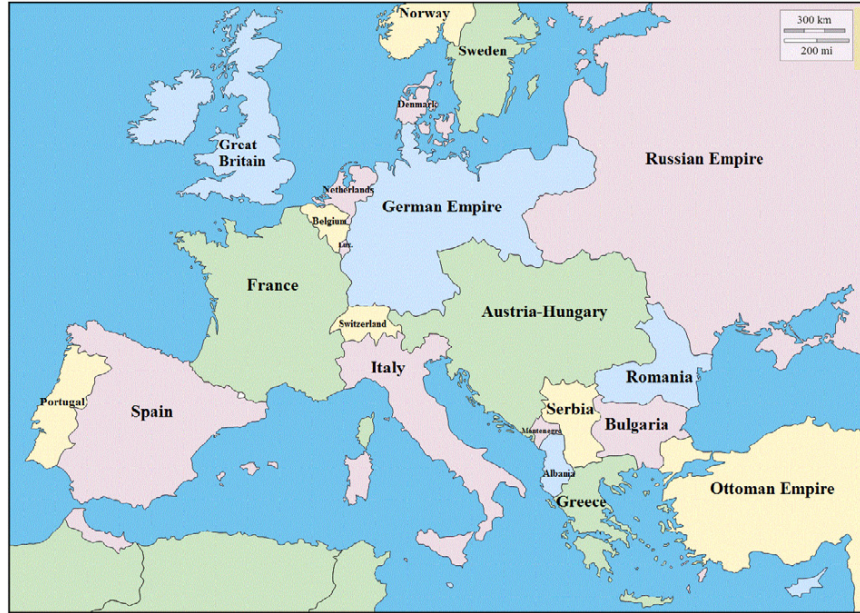 Norway
300 km
200 mi
Sweden
Denmark
Great
Britain
Russian Empire
Netherlands
German Empire
Belgium
Lux.
France
Austria-Hungary
Switzerland
Italy
Romania
Portugal
Spain
Serbia
Bulgaria
Montenegro
Albania
Ottoman Empire
Greece